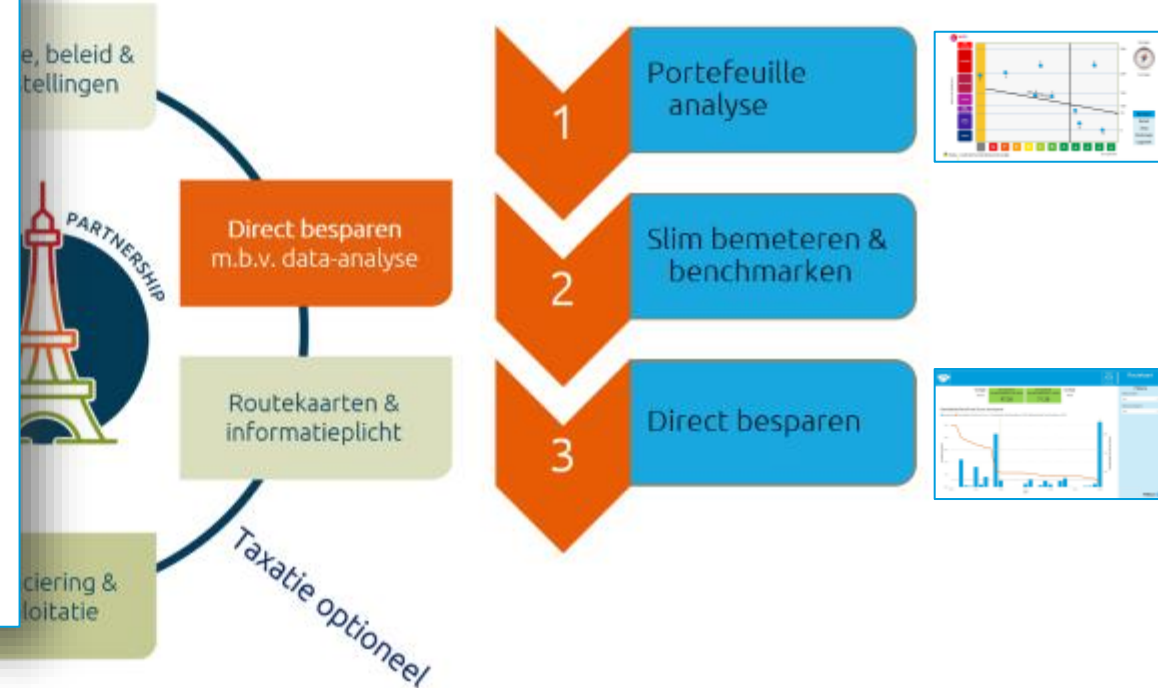 e, beleid &
tellingen
PARTNERSHIP
Direct besparen
m.b.v. data-analyse
Routekaarten &
informatieplicht
ciering &
loitatie
Taxatie optioneel
1
Portefeuille
analyse
2
Slim bemeteren &
benchmarken
3
Direct besparen